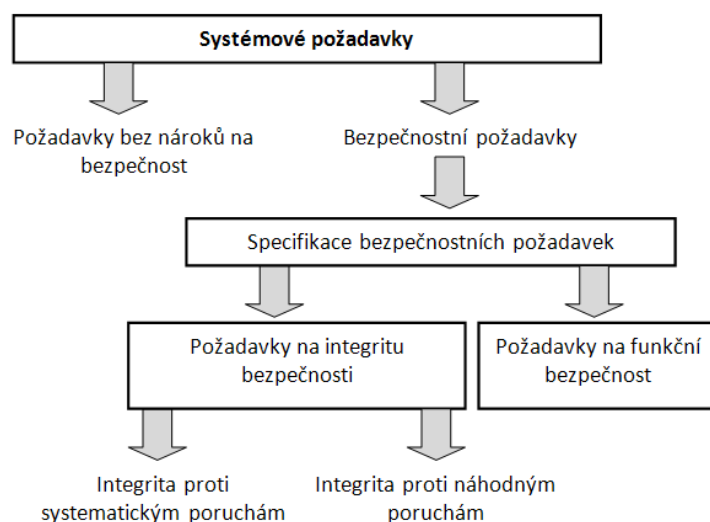 Systémové požadavky
Požadavky bez nároků na
bezpečnost
Bezpečnostní požadavky
Specifikace bezpečnostních požadavek
Požadavky na integritu
bezpečnosti
Požadavky na funkční
bezpečnost
Integrita proti
systematickým poruchám
Integrita proti náhodným
poruchám